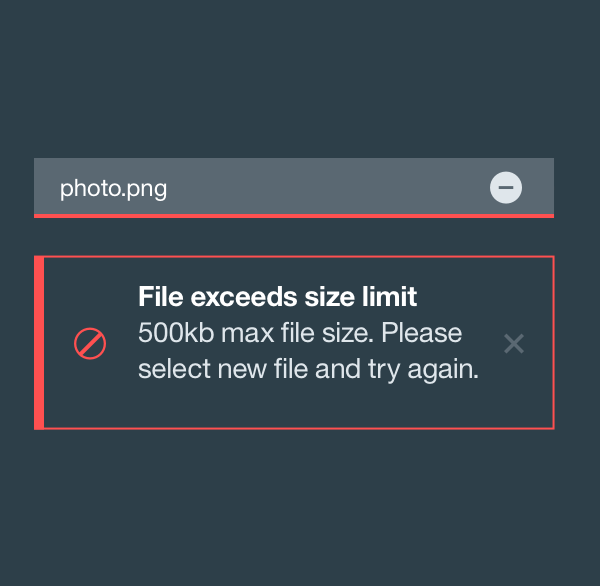 photo.png
File exceeds size limit
500kb max file size. Please
select new file and try again.